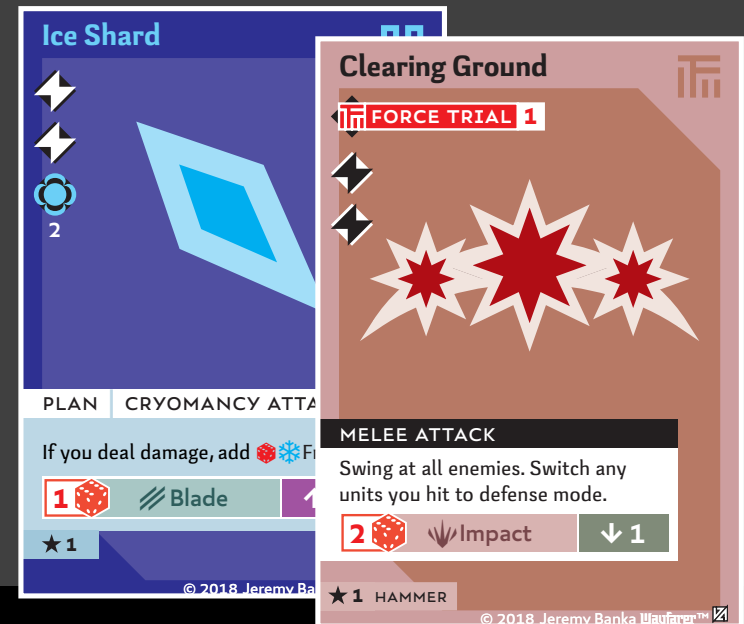 Ice Shard
2
PLAN
CRYOMANCY ATTA
If you deal damage, add Fr
1 Blade
★1
© 2018 Jeremy Ba
Clearing Ground
FORCE TRIAL 1
MELEE ATTACK
Swing at all enemies. Switch any
units you hit to defense mode.
2 Impact ↓1
★1 HAMMER
© 2018 Jeremy Banka Wayfarer™